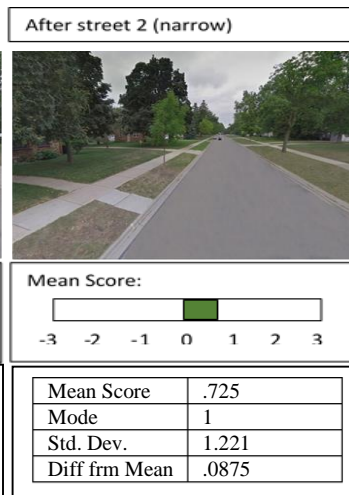 After street 2 (narrow)
Mean Score:
-3 -2 -1 0 1 2 3
Mean Score .725
Mode 1
Std. Dev. 1.221
Diff frm Mean .0875